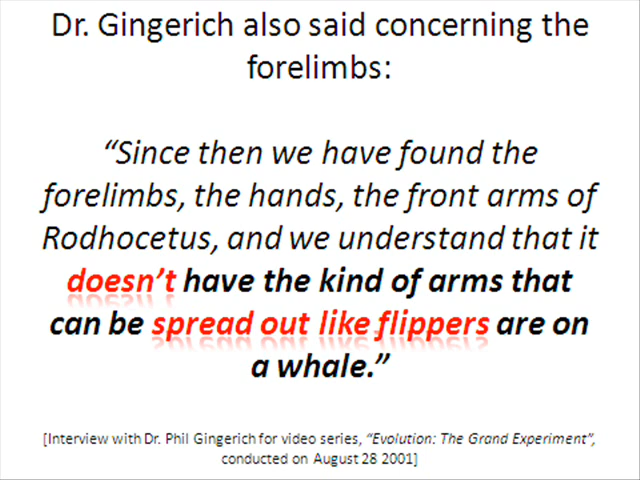 Dr. Gingerich also said concerning the
forelimbs:
“Since then we have found the
forelimbs, the hands, the front arms of
Rodhocetus, and we understand that it
doesn’t have the kind of arms that
can be spread out like flippers are on
a whale.”
[Interview with Dr. Phil Gingerich for video series, “Evolution: The Grand Experiment”,
conducted on August 28 2001]